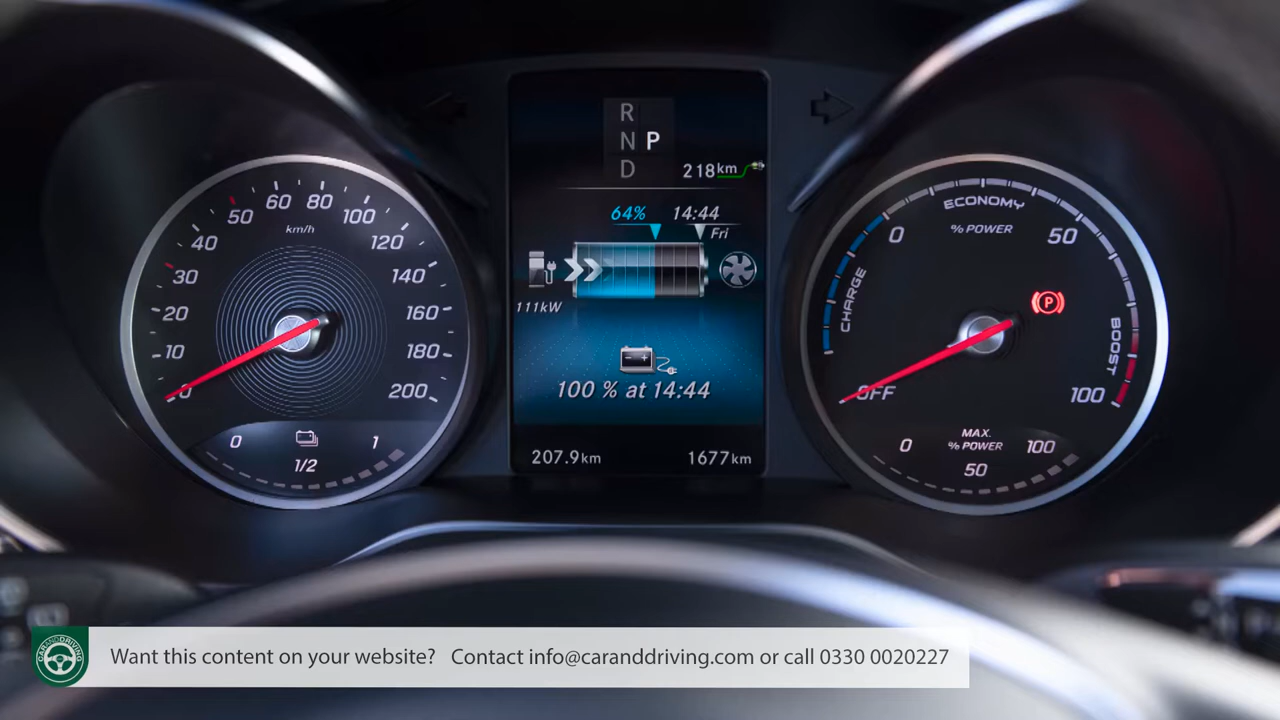 R
N P
D
218km
64% 14:44
Fri
111kW
100 % at 14:44
207.9km 1677km
0
10
20
30
40
50
60
80
100
120
140
160
180
200
km/h
0 1
1/2
CHARGE
ECONOMY
BOOST
0 % POWER 50
P
OFF 100
MAX.
0 % POWER 100
50
CARANDDRIVING
Want this content on your website? Contact info@caranddriving.com or call 0330 0020227